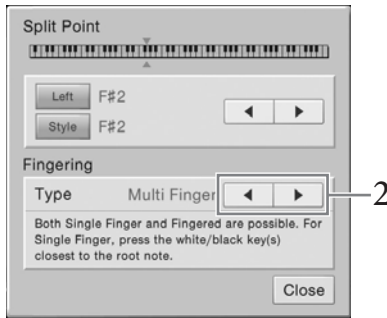 Split Point
Left F#2
Style F#2
Fingering
Type Multi Finger
2
Both Single Finger and Fingered are possible. For
Single Finger, press the white/black key(s)
closest to the root note.
Close